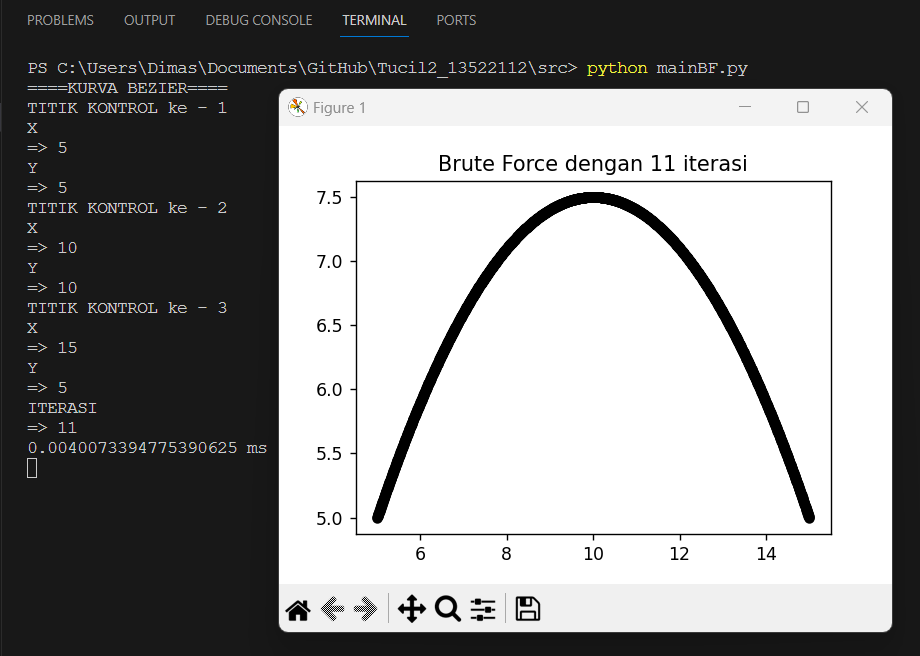 PROBLEMS OUTPUT DEBUG CONSOLE TERMINAL PORTS
PS C:\Users\Dimas\Documents\GitHub\Tucil2_13522112\src> python mainBF.py
====KURVA BEZIER====
TITIK KONTROL ke - 1
X
=> 5
Y
=> 5
TITIK KONTROL ke - 2
X
=> 10
Y
=> 10
TITIK KONTROL ke - 3
X
=> 15
Y
=> 5
ITERASI
=> 11
0.0040073394775390625 ms
Figure 1
Brute Force dengan 11 iterasi
7.5
7.0
6.5
6.0
5.5
5.0
6 8 10 12 14